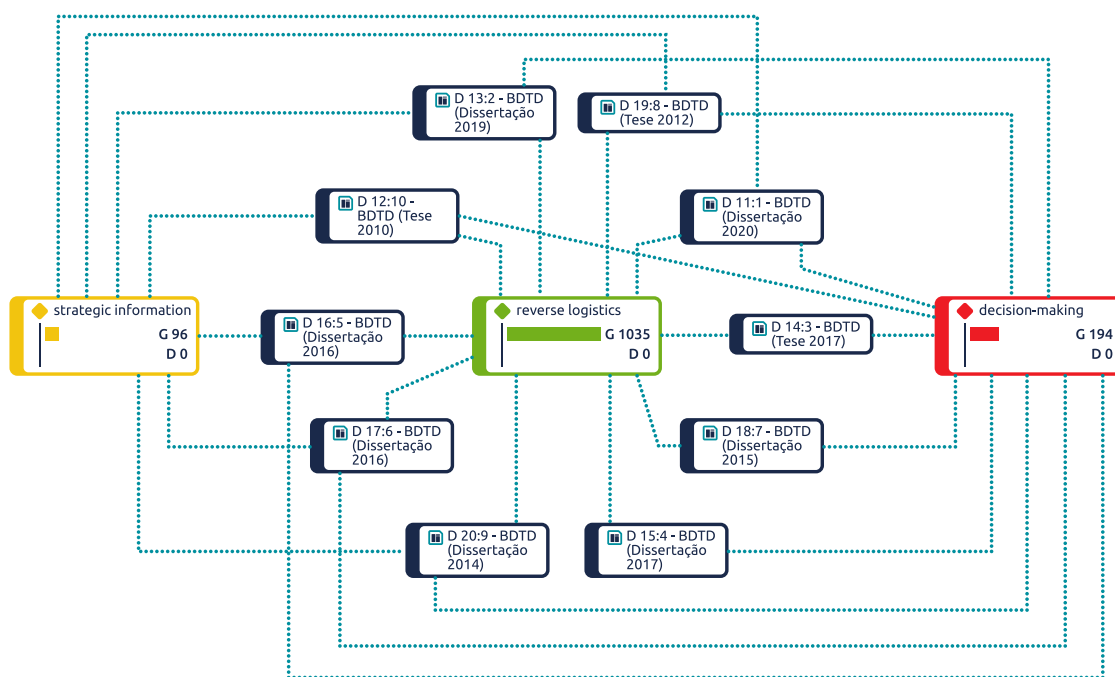 D 13:2 - BDTD
(Dissertação
2019)
D 19:8 - BDTD
(Tese 2012)
D 12:10 -
BDTD (Tese
2010)
D 11:1 - BDTD
(Dissertação
2020)
strategic information
G 96
D 0
D 16:5 - BDTD
(Dissertação
2016)
reverse logistics
G 1035
D 0
D 14:3 - BDTD
(Tese 2017)
decision-making
G 194
D 0
D 17:6 - BDTD
(Dissertação
2016)
D 18:7 - BDTD
(Dissertação
2015)
D 20:9 - BDTD
(Dissertação
2014)
D 15:4 - BDTD
(Dissertação
2017)